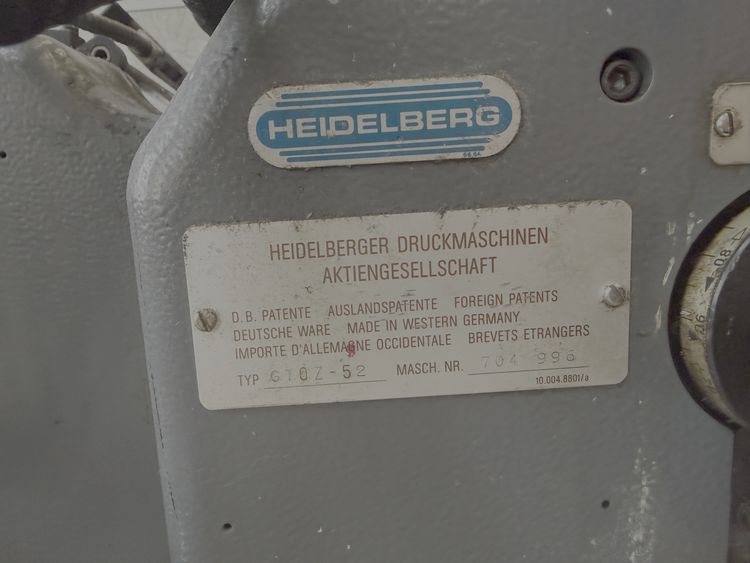 HEIDELBERG
HEIDELBERGER DRUCKMASCHINEN
AKTIENGESELLSCHAFT
D.B. PATENTE AUSLANDSPATENTE FOREIGN PATENTS
DEUTSCHE WARE MADE IN WESTERN GERMANY
IMPORTE D'ALLEMAGNE OCCIDENTALE BREVETS ETRANGERS
TYP GTOZ-52 MASCH. NR. 704 996
10.004.8801/a
80